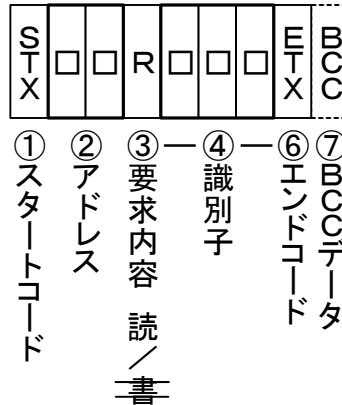 STX □ □ R □ □ □ ETX BCC
① ② ③ ― ④ ― ⑥ ⑦
スタートコード
アドレス
要求内容 読／書
識別子
エンドコード
BCCデータ